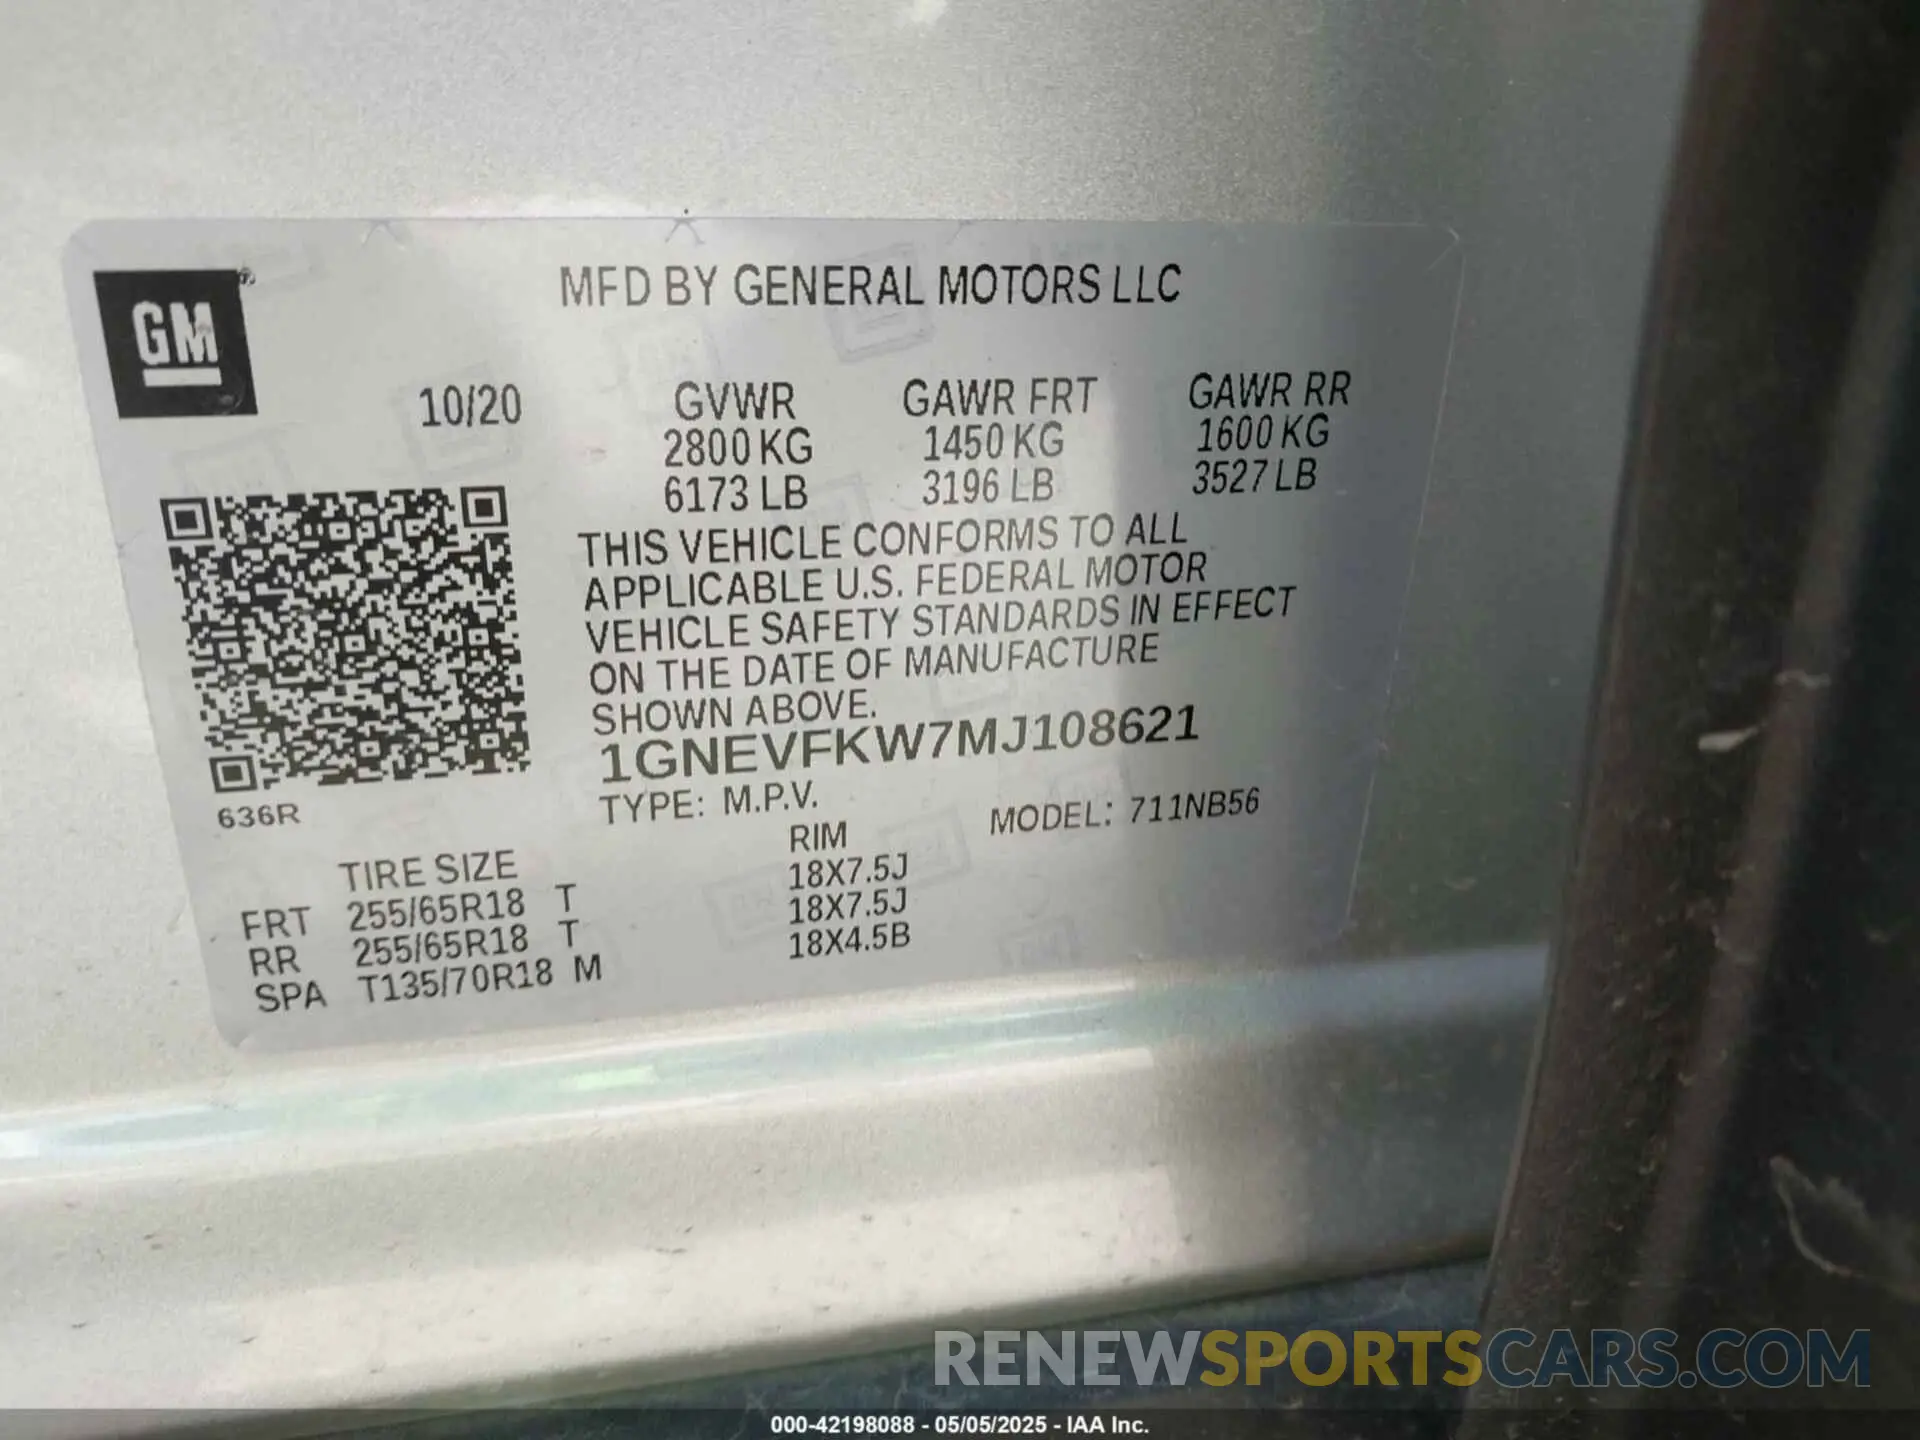 GM®
MFD BY GENERAL MOTORS LLC
10/20
GVWR GAWR FRT GAWR RR
2800 KG 1450 KG 1600 KG
6173 LB 3196 LB 3527 LB
THIS VEHICLE CONFORMS TO ALL
APPLICABLE U.S. FEDERAL MOTOR
VEHICLE SAFETY STANDARDS IN EFFECT
ON THE DATE OF MANUFACTURE
SHOWN ABOVE.
1GNEVFKW7MJ108621
636R
TYPE: M.P.V. MODEL: 711NB56
TIRE SIZE RIM
FRT 255/65R18 T 18X7.5J
RR 255/65R18 T 18X7.5J
SPA T135/70R18 M 18X4.5B
RENEWSPORTSCARS.COM
000-42198088 - 05/05/2025 - IAA Inc.